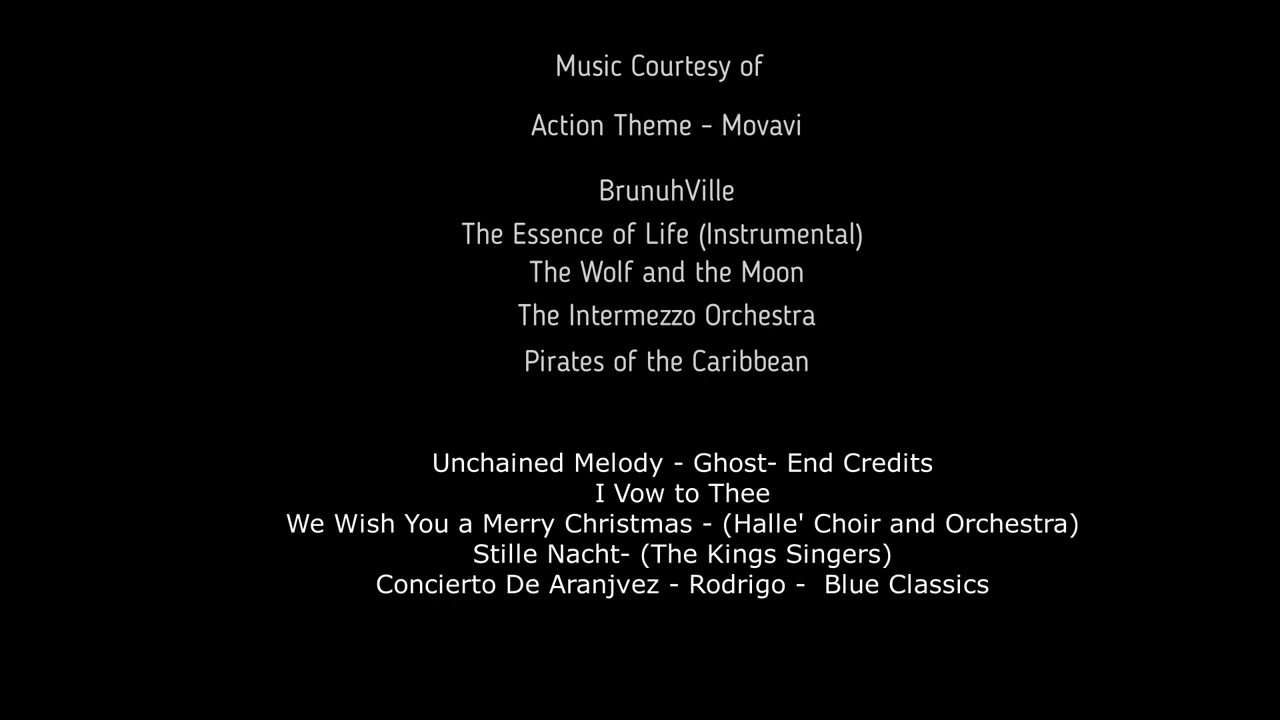 Music Courtesy of
Action Theme - Movavi
BrunuhVille
The Essence of Life (Instrumental)
The Wolf and the Moon
The Intermezzo Orchestra
Pirates of the Caribbean
Unchained Melody - Ghost- End Credits
I Vow to Thee
We Wish You a Merry Christmas - (Halle' Choir and Orchestra)
Stille Nacht- (The Kings Singers)
Concierto De Aranjvez - Rodrigo -  Blue Classics